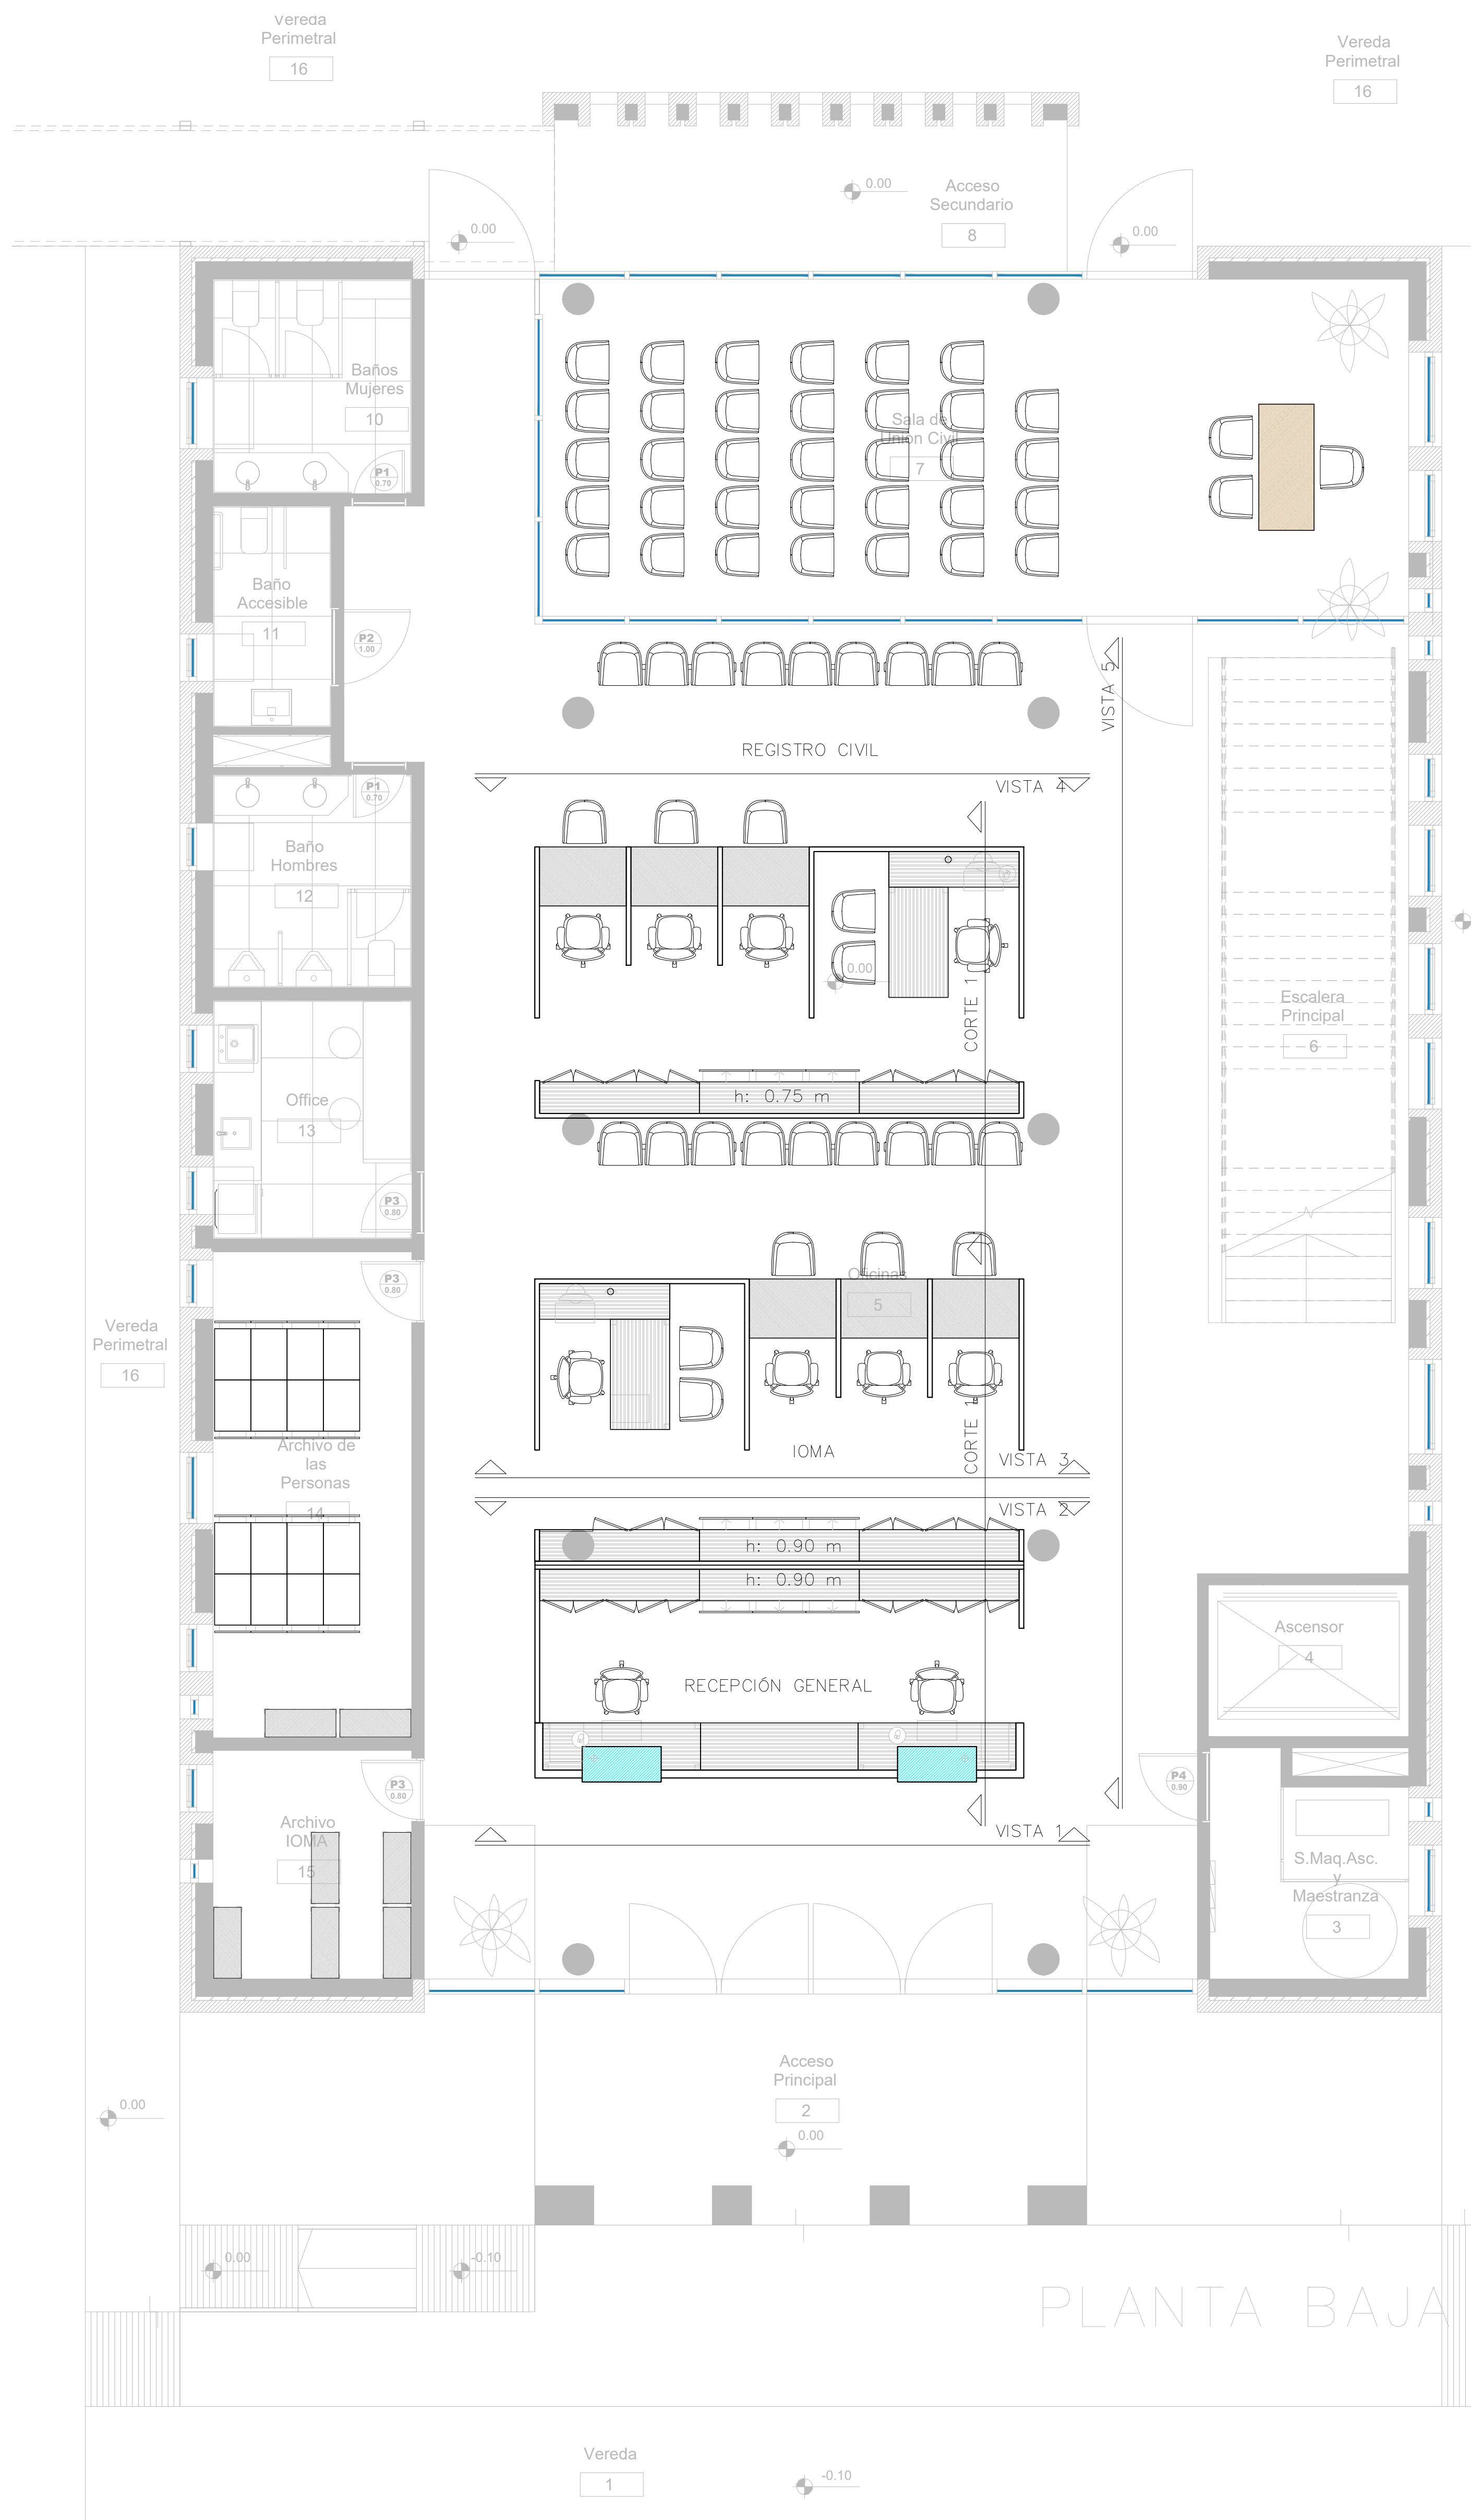 Vereda
Perimetral
16
Vereda
Perimetral
16
0.00
Acceso
Secundario
8
0.00
0.00
Baños
Mujeres
10
P1
0.70
Sala de
Unión Civil
7
Baño
Accesible
11
P2
1.00
VISTA 5
REGISTRO CIVIL
VISTA 4
P1
0.70
Baño
Hombres
12
0.00
CORTE 1
Escalera
Principal
6
h: 0.75 m
Office
13
P3
0.80
P3
0.80
Oficinas
5
Vereda
Perimetral
16
Archivo de
las
Personas
14
IOMA
CORTE 1
VISTA 3
VISTA 2
h: 0.90 m
h: 0.90 m
Ascensor
4
RECEPCIÓN GENERAL
P3
0.80
P4
0.90
Archivo
IOMA
15
VISTA 1
S.Maq.Asc.
y
Maestranza
3
Acceso
Principal
2
0.00
0.00
0.00
-0.10
PLANTA BAJA
Vereda
1
-0.10